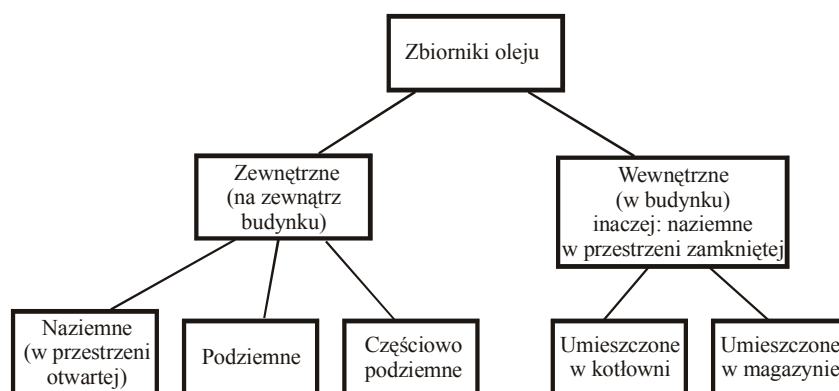 Zbiorniki oleju
Zewnętrzne
(na zewnątrz
budynku)
Wewnętrzne
(w budynku)
inaczej: naziemne
w przestrzeni zamkniętej
Naziemne
(w przestrzeni
otwartej)
Podziemne
Częściowo
podziemne
Umieszczone
w kotłowni
Umieszczone
w magazynie